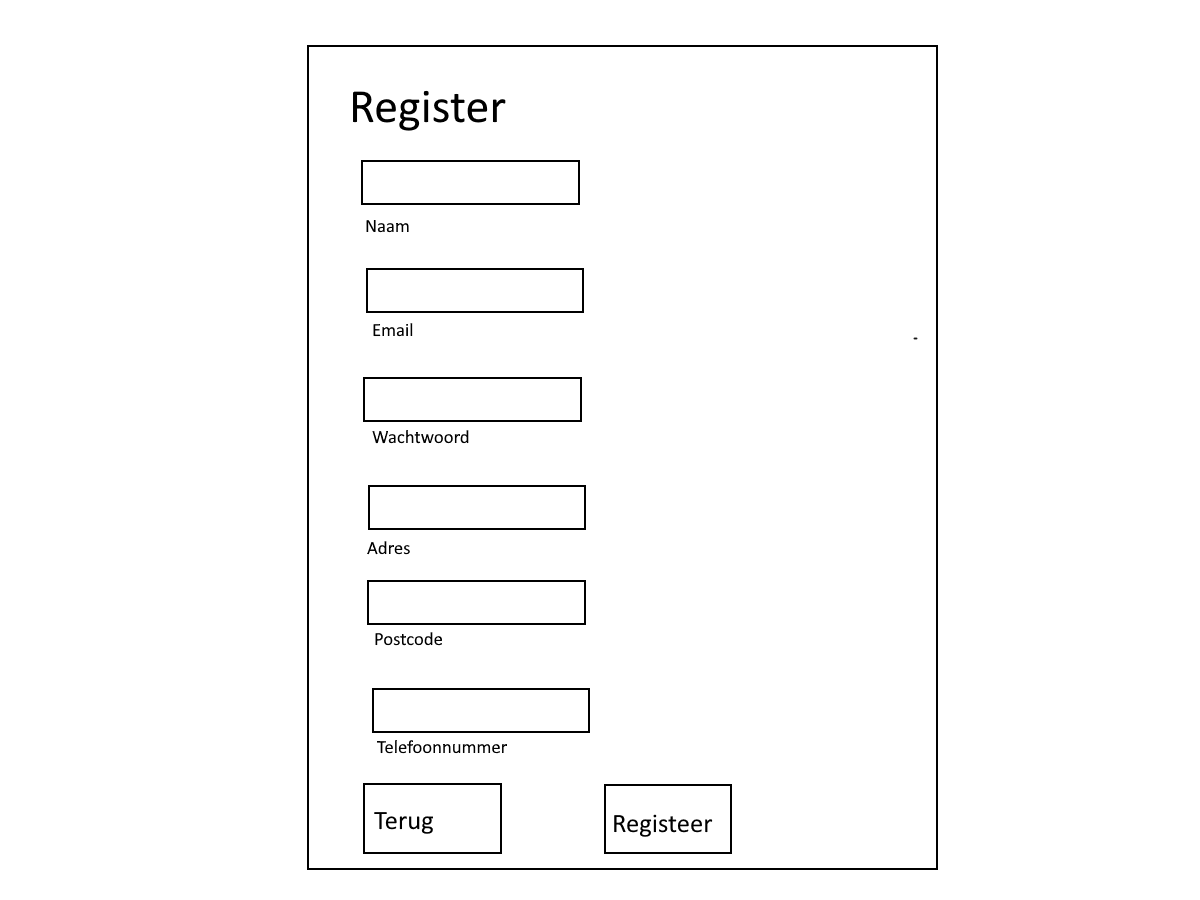 Register
Naam
Email
Wachtwoord
Adres
Postcode
Telefoonnummer
Terug
Registeer